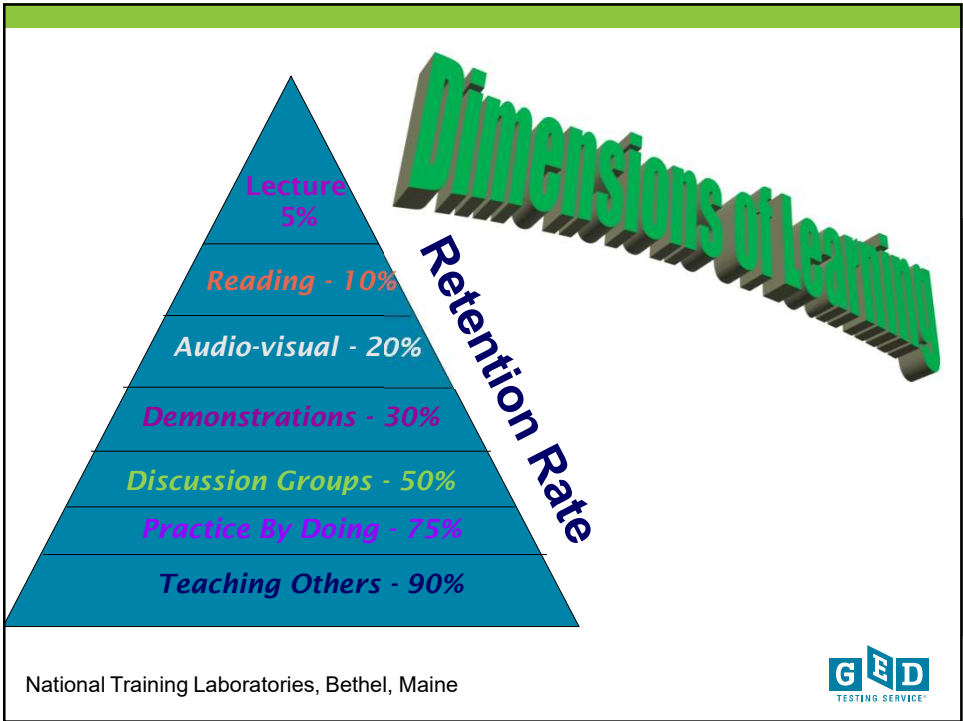 Dimensions of Learning
Lecture
5%
Reading - 10%
Audio-visual - 20%
Demonstrations - 30%
Discussion Groups - 50%
Practice By Doing - 75%
Teaching Others - 90%
Retention Rate
National Training Laboratories, Bethel, Maine
GED
TESTING SERVICE®